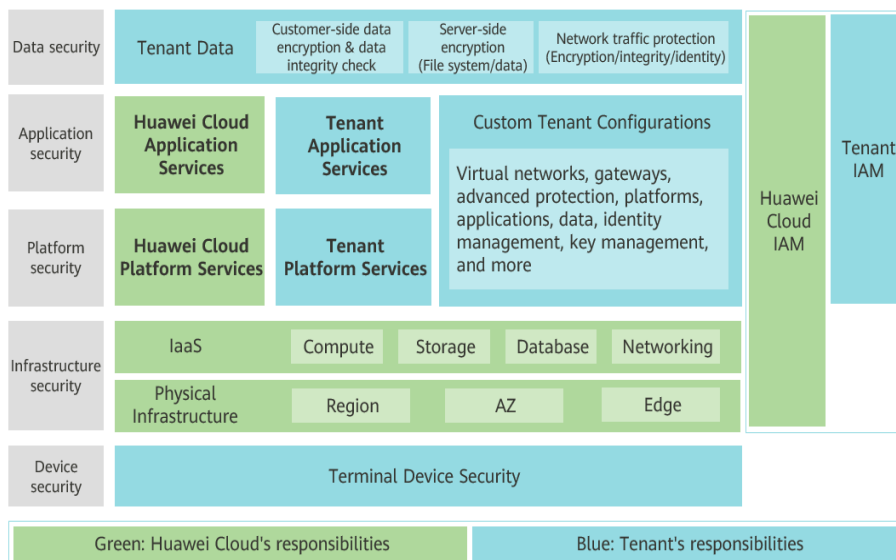 Data security
Tenant Data
Customer-side data
encryption & data
integrity check
Server-side
encryption
(File system/data)
Network traffic protection
(Encryption/integrity/identity)
Application
security
Huawei Cloud
Application
Services
Tenant
Application
Services
Custom Tenant Configurations
Virtual networks, gateways,
advanced protection, platforms,
applications, data, identity
management, key management,
and more
Platform
security
Huawei Cloud
Platform Services
Tenant
Platform Services
Huawei
Cloud
IAM
Tenant
IAM
Infrastructure
security
IaaS
Compute
Storage
Database
Networking
Physical
Infrastructure
Region
AZ
Edge
Device
security
Terminal Device Security
Green: Huawei Cloud's responsibilities
Blue: Tenant's responsibilities